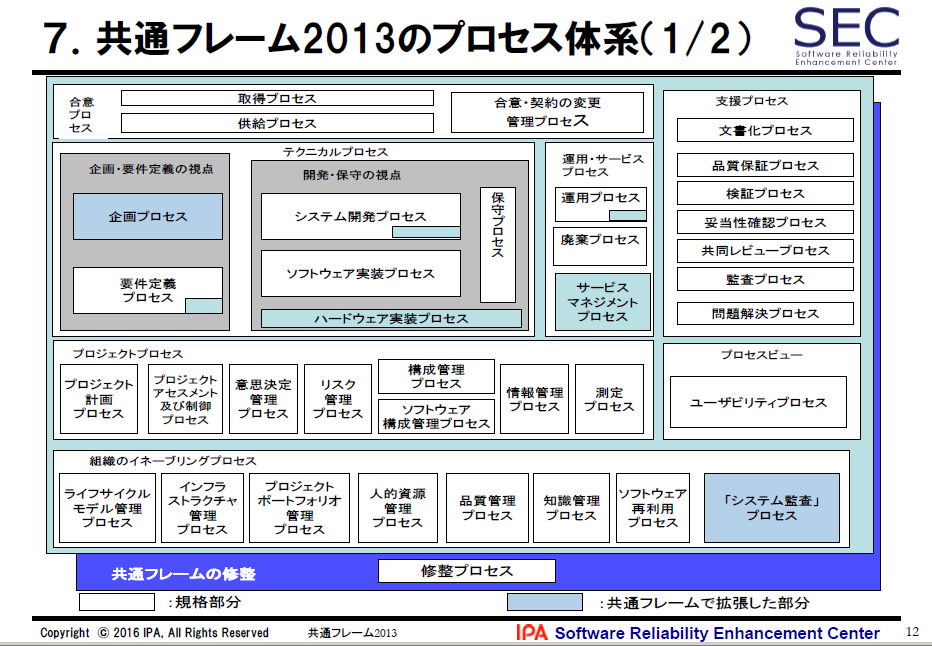 7．共通フレーム2013のプロセス体系(1/2)
SEC
Software Reliability
Enhancement Center
合意
プロ
セス
取得プロセス
供給プロセス
合意・契約の変更
管理プロセス
テクニカルプロセス
企画・要件定義の視点
企画プロセス
要件定義
プロセス
開発・保守の視点
システム開発プロセス
ソフトウェア実装プロセス
ハードウェア実装プロセス
保守プロセス
運用・サービス
プロセス
運用プロセス
廃棄プロセス
サービス
マネジメント
プロセス
支援プロセス
文書化プロセス
品質保証プロセス
検証プロセス
妥当性確認プロセス
共同レビュープロセス
監査プロセス
問題解決プロセス
プロジェクトプロセス
プロジェクト
計画
プロセス
プロジェクト
アセスメント
及び制御
プロセス
意思決定
管理
プロセス
リスク
管理
プロセス
構成管理
プロセス
ソフトウェア
構成管理プロセス
情報管理
プロセス
測定
プロセス
プロセスビュー
ユーザビリティプロセス
組織のイネーブリングプロセス
ライフサイクル
モデル管理
プロセス
インフラ
ストラクチャ
管理
プロセス
プロジェクト
ポートフォリオ
管理
プロセス
人的資源
管理
プロセス
品質管理
プロセス
知識管理
プロセス
ソフトウェア
再利用
プロセス
「システム監査」
プロセス
共通フレームの修整
修整プロセス
：規格部分
：共通フレームで拡張した部分
Copyright © 2016 IPA, All Rights Reserved
共通フレーム2013
IPA Software Reliability Enhancement Center
12